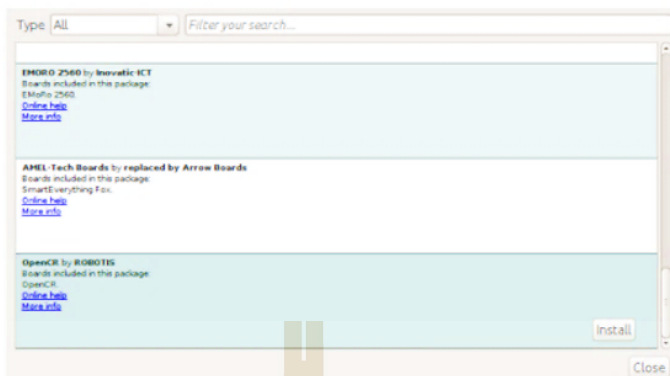 Type All Filter your search...
EMORO 2560 by Inovatic-ICT
Boards included in this package:
EMoRo 2560.
Online help
More info
AMEL-Tech Boards by replaced by Arrow Boards
Boards included in this package:
SmartEverything Fox.
Online help
More info
OpenCR by ROBOTIS
Boards included in this package:
OpenCR.
Online help
More info
Install
Close